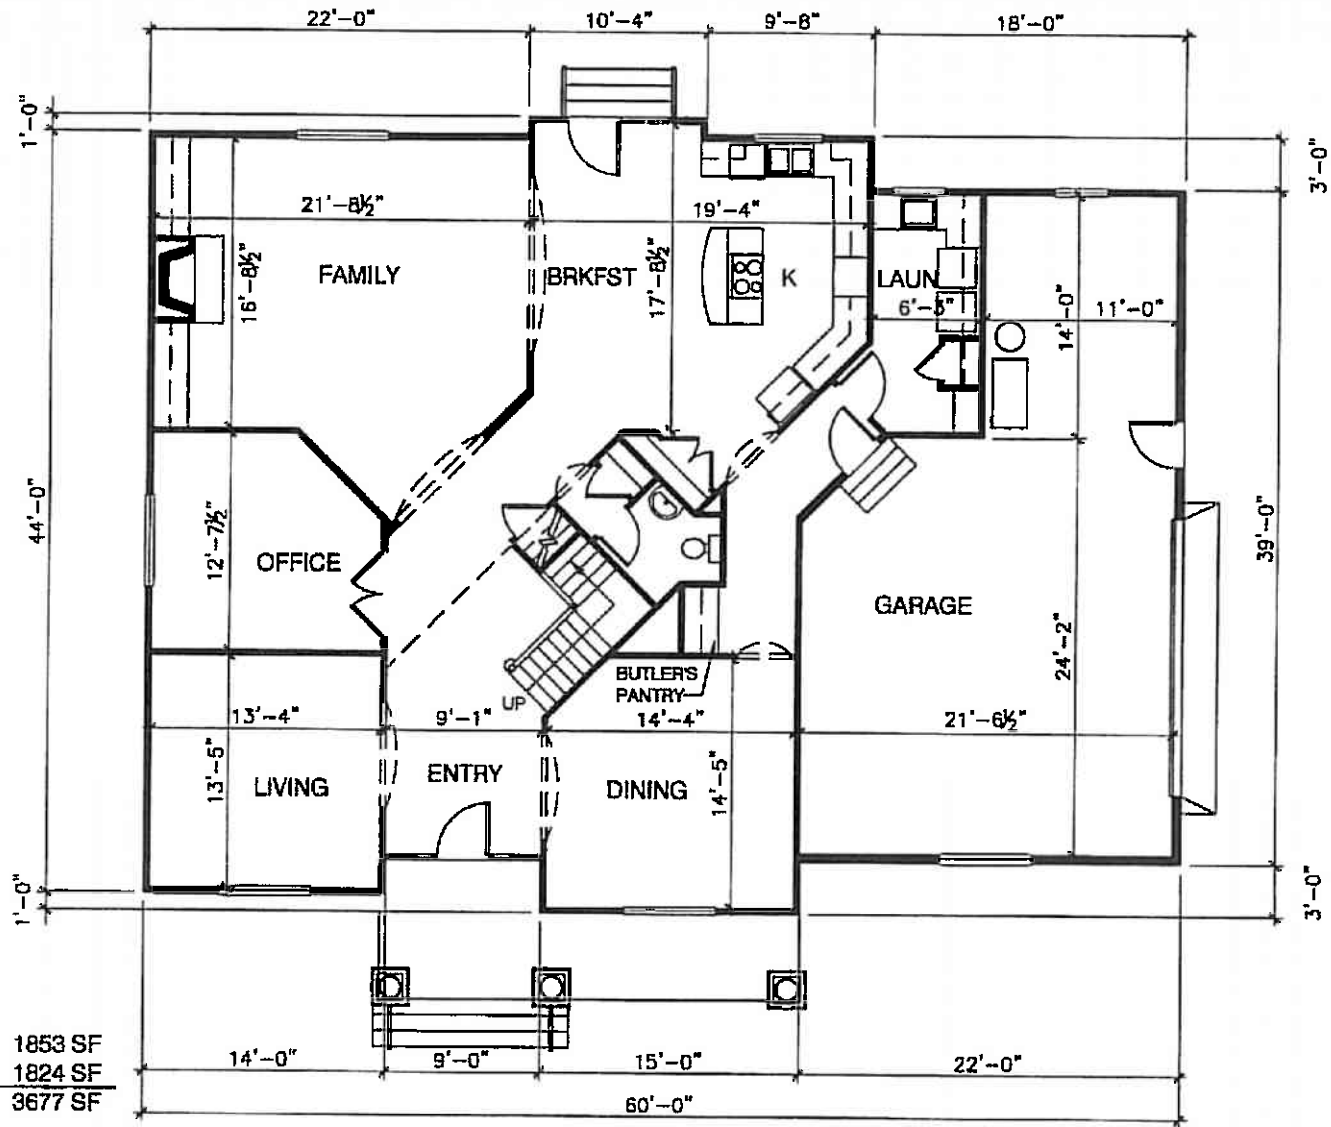 22'-0" 10'-4" 9'-8" 18'-0"
1'-0"
3'-0"
21'-8½" 19'-4"
16'-8½"
17'-8½"
FAMILY BRKFST K LAUN
6'-3" 11'-0"
14'-0"
44'-0"
12'-7½"
OFFICE
39'-0"
GARAGE
24'-2"
BUTLER'S
PANTRY
UP
13'-4" 9'-1" 14'-4" 21'-6½"
13'-5"
14'-5"
LIVING ENTRY DINING
1'-0"
3'-0"
1853 SF
1824 SF
3677 SF
14'-0" 9'-0" 15'-0" 22'-0"
60'-0"